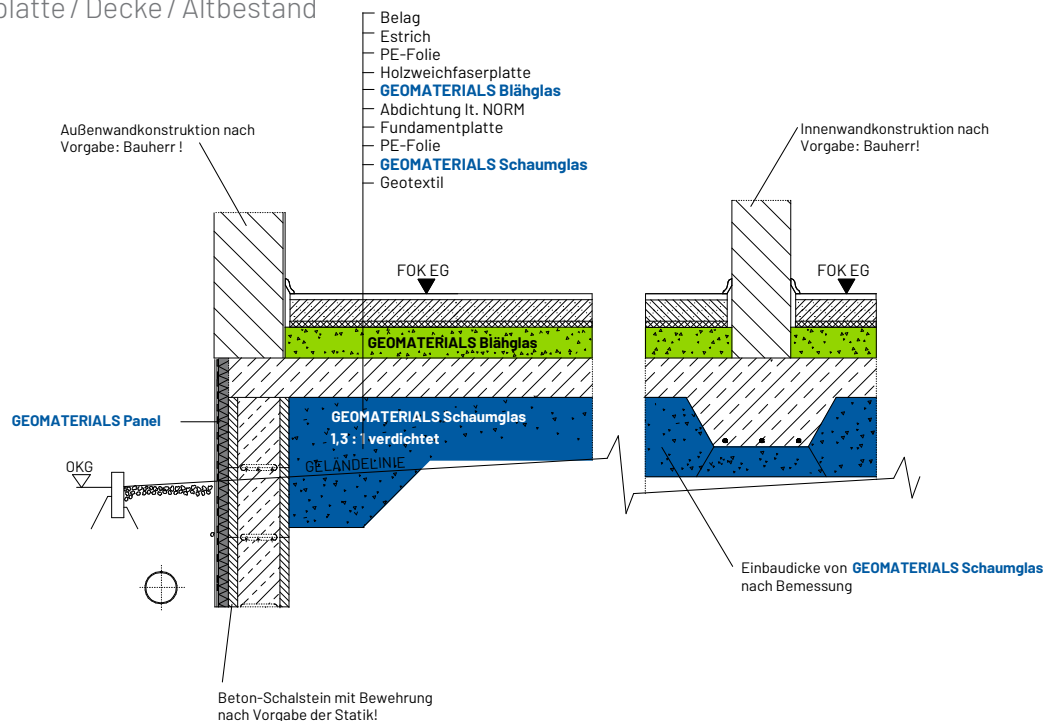 platte / Decke / Altbestand
Belag
Estrich
PE-Folie
Holzweichfaserplatte
GEOMATERIALS Blähglas
Abdichtung lt. NORM
Fundamentplatte
PE-Folie
GEOMATERIALS Schaumglas
Geotextil
Außenwandkonstruktion nach
Vorgabe: Bauherr !
Innenwandkonstruktion nach
Vorgabe: Bauherr!
FOK EG
FOK EG
GEOMATERIALS Blähglas
GEOMATERIALS Panel
GEOMATERIALS Schaumglas
1,3 : 1 verdichtet
OKG
GELÄNDELINIE
Einbaudicke von GEOMATERIALS Schaumglas
nach Bemessung
Beton-Schalstein mit Bewehrung
nach Vorgabe der Statik!